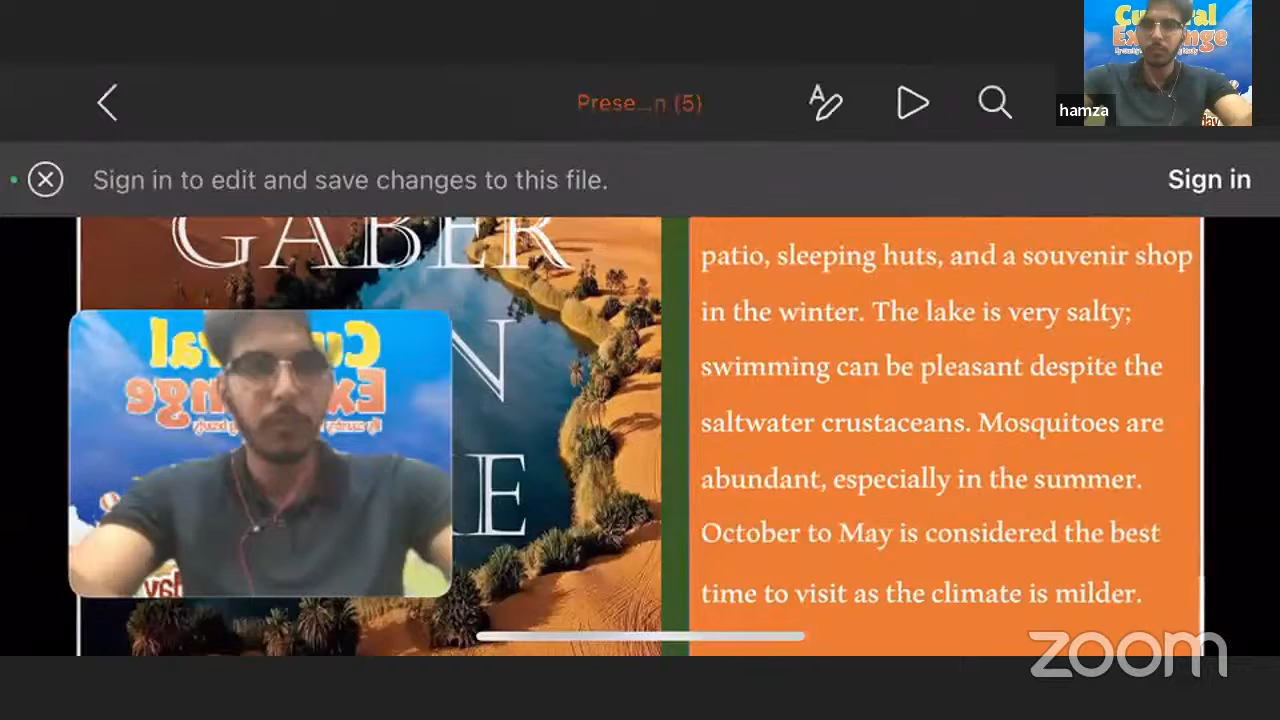 Cultural
Exchange
hamza
Prese...n (5)
Sign in to edit and save changes to this file.
Sign in
GABER
N
E
patio, sleeping huts, and a souvenir shop
in the winter. The lake is very salty;
swimming can be pleasant despite the
saltwater crustaceans. Mosquitoes are
abundant, especially in the summer.
October to May is considered the best
time to visit as the climate is milder.
zoom